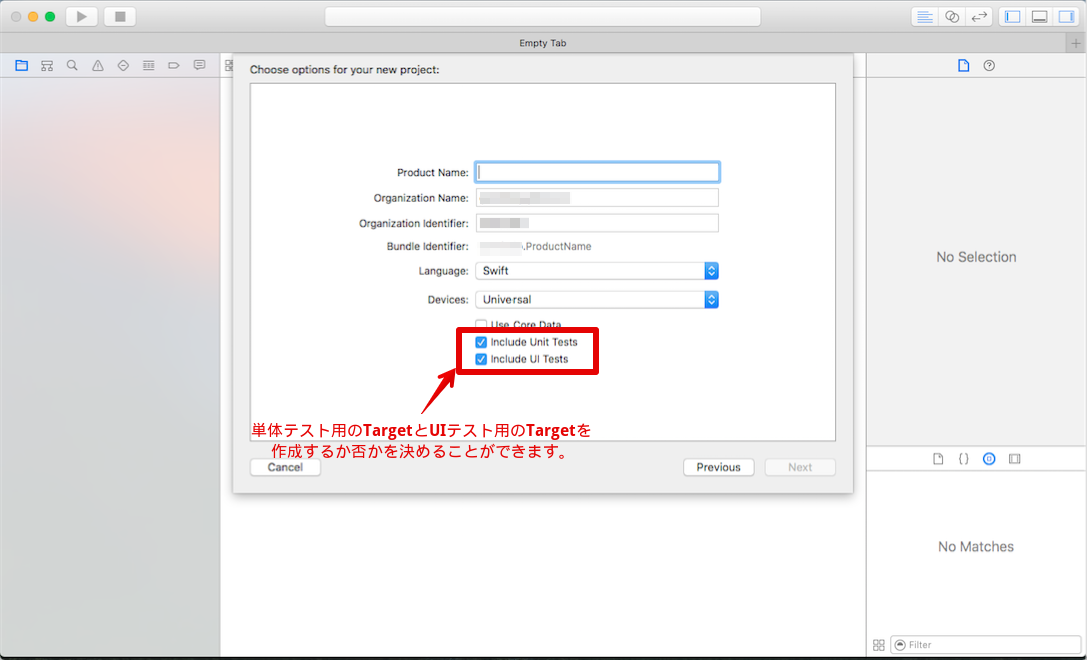 Empty Tab
Choose options for your new project:
Product Name:
Organization Name:
Organization Identifier:
Bundle Identifier: .ProductName
Language: Swift
Devices: Universal
Use Core Data
Include Unit Tests
Include UI Tests
単体テスト用のTargetとUIテスト用のTargetを
作成するか否かを決めることができます。
Cancel
Previous
Next
No Selection
No Matches
Filter